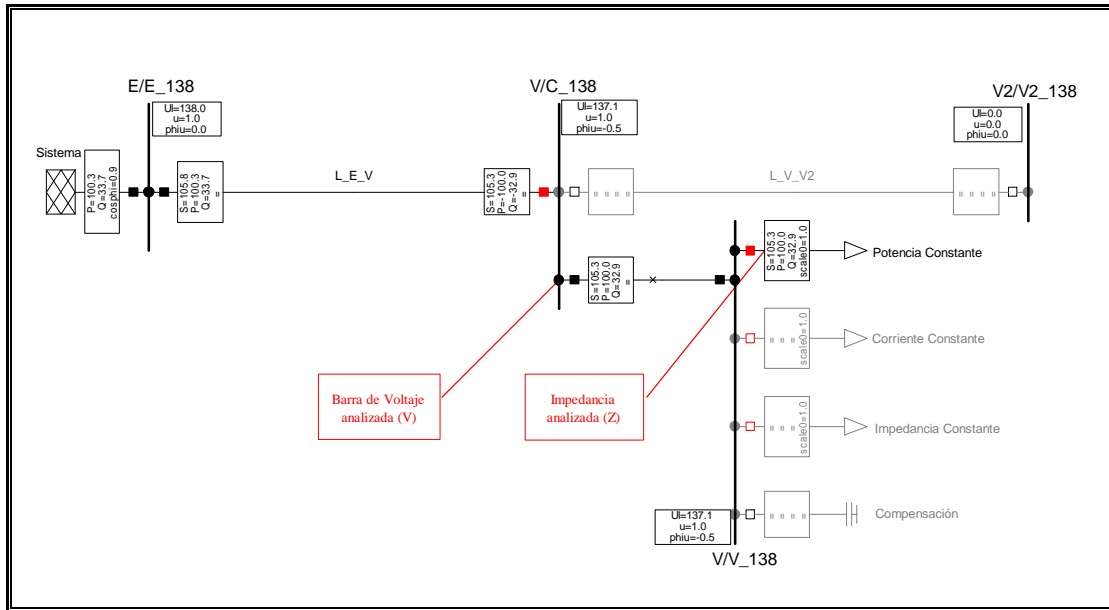 E/E_138
Ul=138.0
u=1.0
phiu=0.0
V/C_138
Ul=137.1
u=1.0
phiu=-0.5
V2/V2_138
Ul=0.0
u=0.0
phiu=0.0
Sistema
P=100.3
Q=33.7
cosphi=0.9
S=105.8
P=100.3
Q=33.7
=
L_E_V
S=105.3
P=-100.0
Q=-32.9
=
= = = =
L_V_V2
= = = =
S=105.3
P=100.0
Q=32.9
scale0=1.0
Potencia Constante
S=105.3
P=100.0
Q=32.9
=
= = =
scale0=1.0
Corriente Constante
Barra de Voltaje
analizada (V)
Impedancia
analizada (Z)
= = =
scale0=1.0
Impedancia Constante
Ul=137.1
u=1.0
phiu=-0.5
= = = =
Compensación
V/V_138